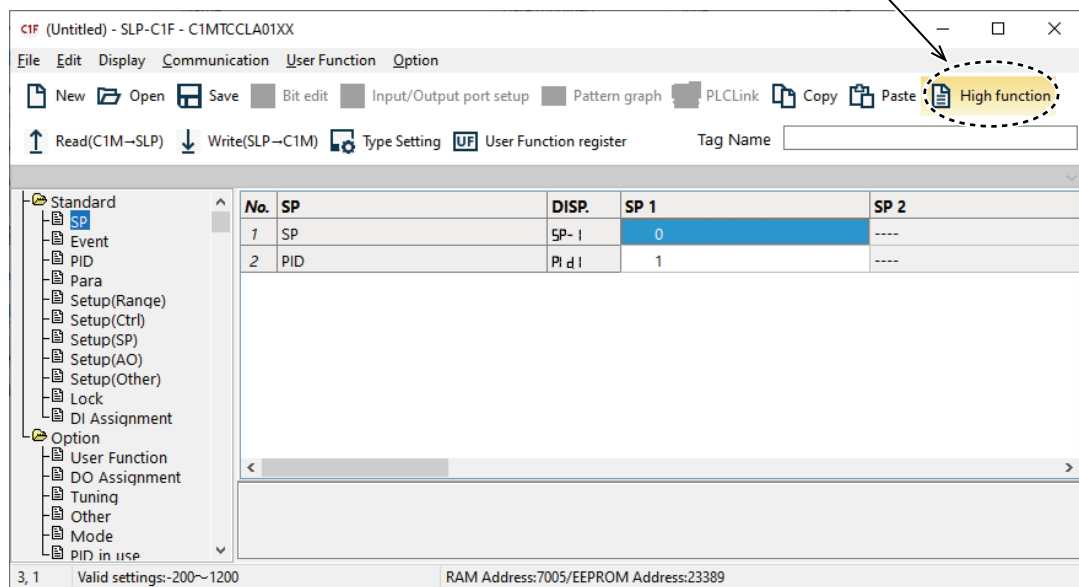 C1F (Untitled) - SLP-C1F - C1MTCCLA01XX
File Edit Display Communication User Function Option
New Open Save Bit edit Input/Output port setup Pattern graph PLCLink Copy Paste High function
Read(C1M→SLP) Write(SLP→C1M) Type Setting UF User Function register Tag Name
Standard
SP
Event
PID
Para
Setup(Range)
Setup(Ctrl)
Setup(SP)
Setup(AO)
Setup(Other)
Lock
DI Assignment
Option
User Function
DO Assignment
Tuning
Other
Mode
PID in use
No. SP DISP. SP 1 SP 2
1 SP SP-1 0 ----
2 PID PId1 1 ----
3, 1 Valid settings:-200~1200 RAM Address:7005/EEPROM Address:23389